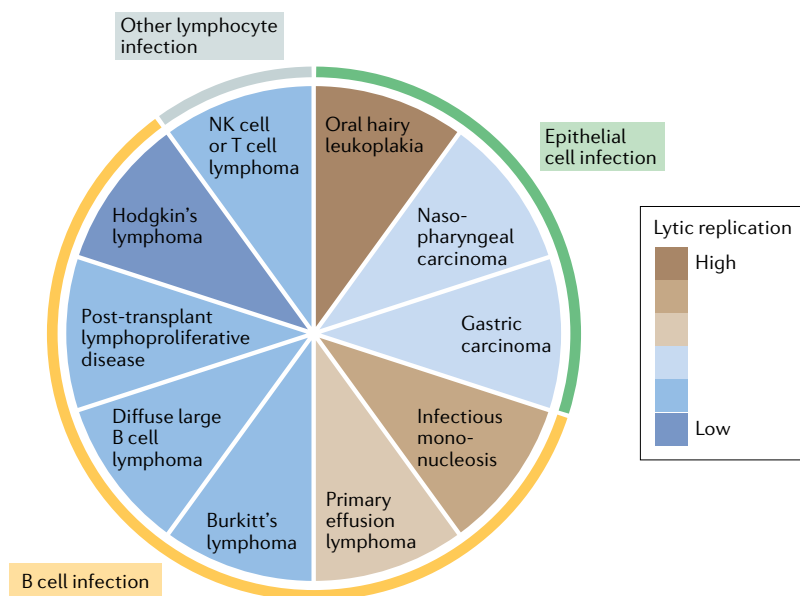 Other lymphocyte
infection
NK cell
or T cell
lymphoma
Oral hairy
leukoplakia
Epithelial
cell infection
Hodgkin's
lymphoma
Naso-
pharyngeal
carcinoma
Lytic replication
High
Low
Post-transplant
lymphoproliferative
disease
Gastric
carcinoma
Diffuse large
B cell
lymphoma
Infectious
mono-
nucleosis
Burkitt's
lymphoma
Primary
effusion
lymphoma
B cell infection